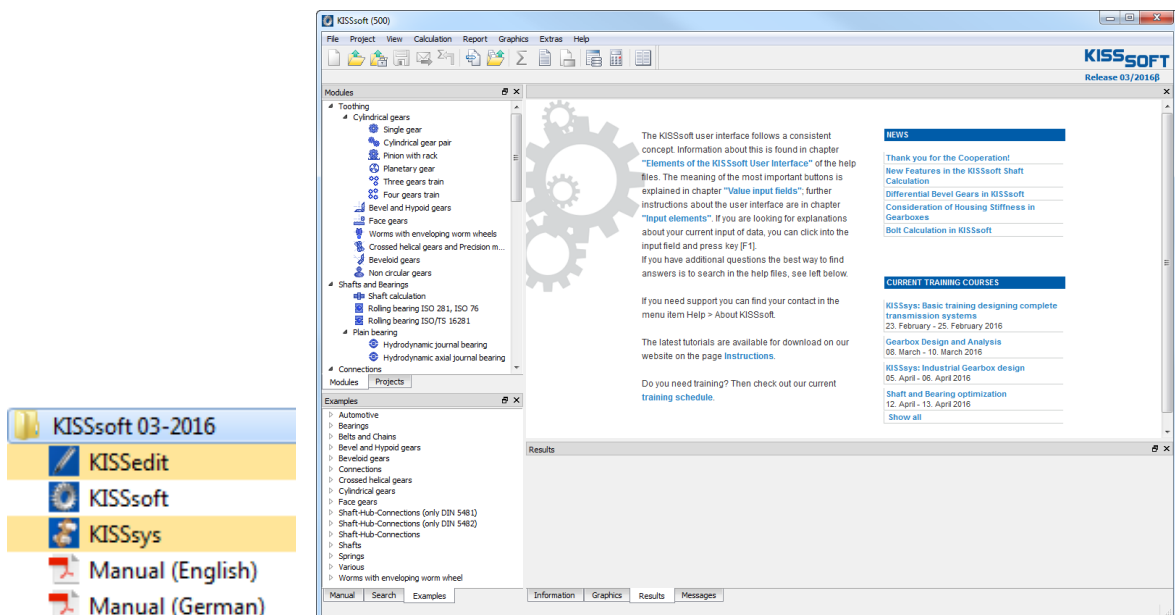 KISSsoft 03-2016
KISSedit
KISSsoft
KISSsys
Manual (English)
Manual (German)
KISSsoft (500)
File Project View Calculation Report Graphics Extras Help
KISSSOFT
Release 03/2016β
Modules
Toothing
Cylindrical gears
Single gear
Cylindrical gear pair
Pinion with rack
Planetary gear
Three gears train
Four gears train
Bevel and Hypoid gears
Face gears
Worms with enveloping worm wheels
Crossed helical gears and Precision m...
Beveloid gears
Non circular gears
Shafts and Bearings
Shaft calculation
Rolling bearing ISO 281, ISO 76
Rolling bearing ISO/TS 16281
Plain bearing
Hydrodynamic journal bearing
Hydrodynamic axial journal bearing
Connections
Modules Projects
Examples
Automotive
Bearings
Belts and Chains
Bevel and Hypoid gears
Beveloid gears
Connections
Crossed helical gears
Cylindrical gears
Face gears
Shaft-Hub-Connections (only DIN 5481)
Shaft-Hub-Connections (only DIN 5482)
Shaft-Hub-Connections
Shafts
Springs
Various
Worms with enveloping worm wheel
Manual Search Examples
The KISSsoft user interface follows a consistent
concept. Information about this is found in chapter
"Elements of the KISSsoft User Interface" of the help
files. The meaning of the most important buttons is
explained in chapter "Value input fields"; further
instructions about the user interface are in chapter
"Input elements". If you are looking for explanations
about your current input of data, you can click into the
input field and press key [F1].
If you have additional questions the best way to find
answers is to search in the help files, see left below.
If you need support you can find your contact in the
menu item Help > About KISSsoft.
The latest tutorials are available for download on our
website on the page Instructions.
Do you need training? Then check out our current
training schedule.
NEWS
Thank you for the Cooperation!
New Features in the KISSsoft Shaft
Calculation
Differential Bevel Gears in KISSsoft
Consideration of Housing Stiffness in
Gearboxes
Bolt Calculation in KISSsoft
CURRENT TRAINING COURSES
KISSsys: Basic training designing complete
transmission systems
23. February - 25. February 2016
Gearbox Design and Analysis
08. March - 10. March 2016
KISSsys: Industrial Gearbox design
05. April - 06. April 2016
Shaft and Bearing optimization
12. April - 13. April 2016
Show all
Results
Information Graphics Results Messages